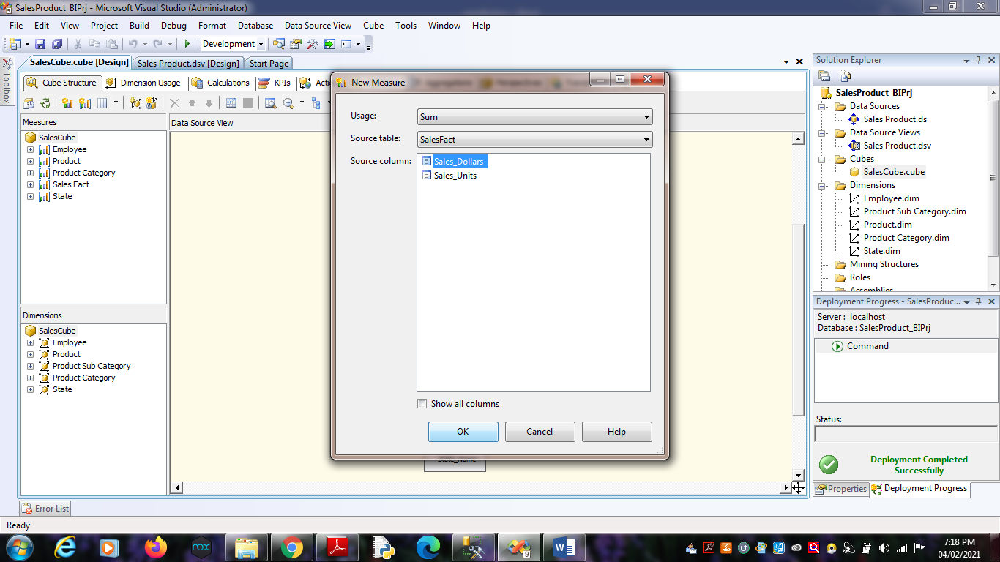 SalesProduct_BIPrj - Microsoft Visual Studio (Administrator)
File Edit View Project Build Debug Format Database Data Source View Cube Tools Window Help
Development
SalesCube.cube [Design] Sales Product.dsv [Design] Start Page
Cube Structure Dimension Usage Calculations KPIs
Toolbox
Measures
SalesCube
Employee
Product
Product Category
Sales Fact
State
Dimensions
SalesCube
Employee
Product
Product Sub Category
Product Category
State
Data Source View
New Measure
Usage: Sum
Source table: SalesFact
Source column: Sales_Dollars
Sales_Units
Show all columns
OK Cancel Help
State_Name
Solution Explorer
SalesProduct_BIPrj
Data Sources
Sales Product.ds
Data Source Views
Sales Product.dsv
Cubes
SalesCube.cube
Dimensions
Employee.dim
Product Sub Category.dim
Product.dim
Product Category.dim
State.dim
Mining Structures
Roles
Assemblies
Deployment Progress - SalesProduc...
Server : localhost
Database : SalesProduct_BIPrj
Command
Status:
Deployment Completed
Successfully
Properties Deployment Progress
Error List
Ready
nox
W
7:18 PM
04/02/2021